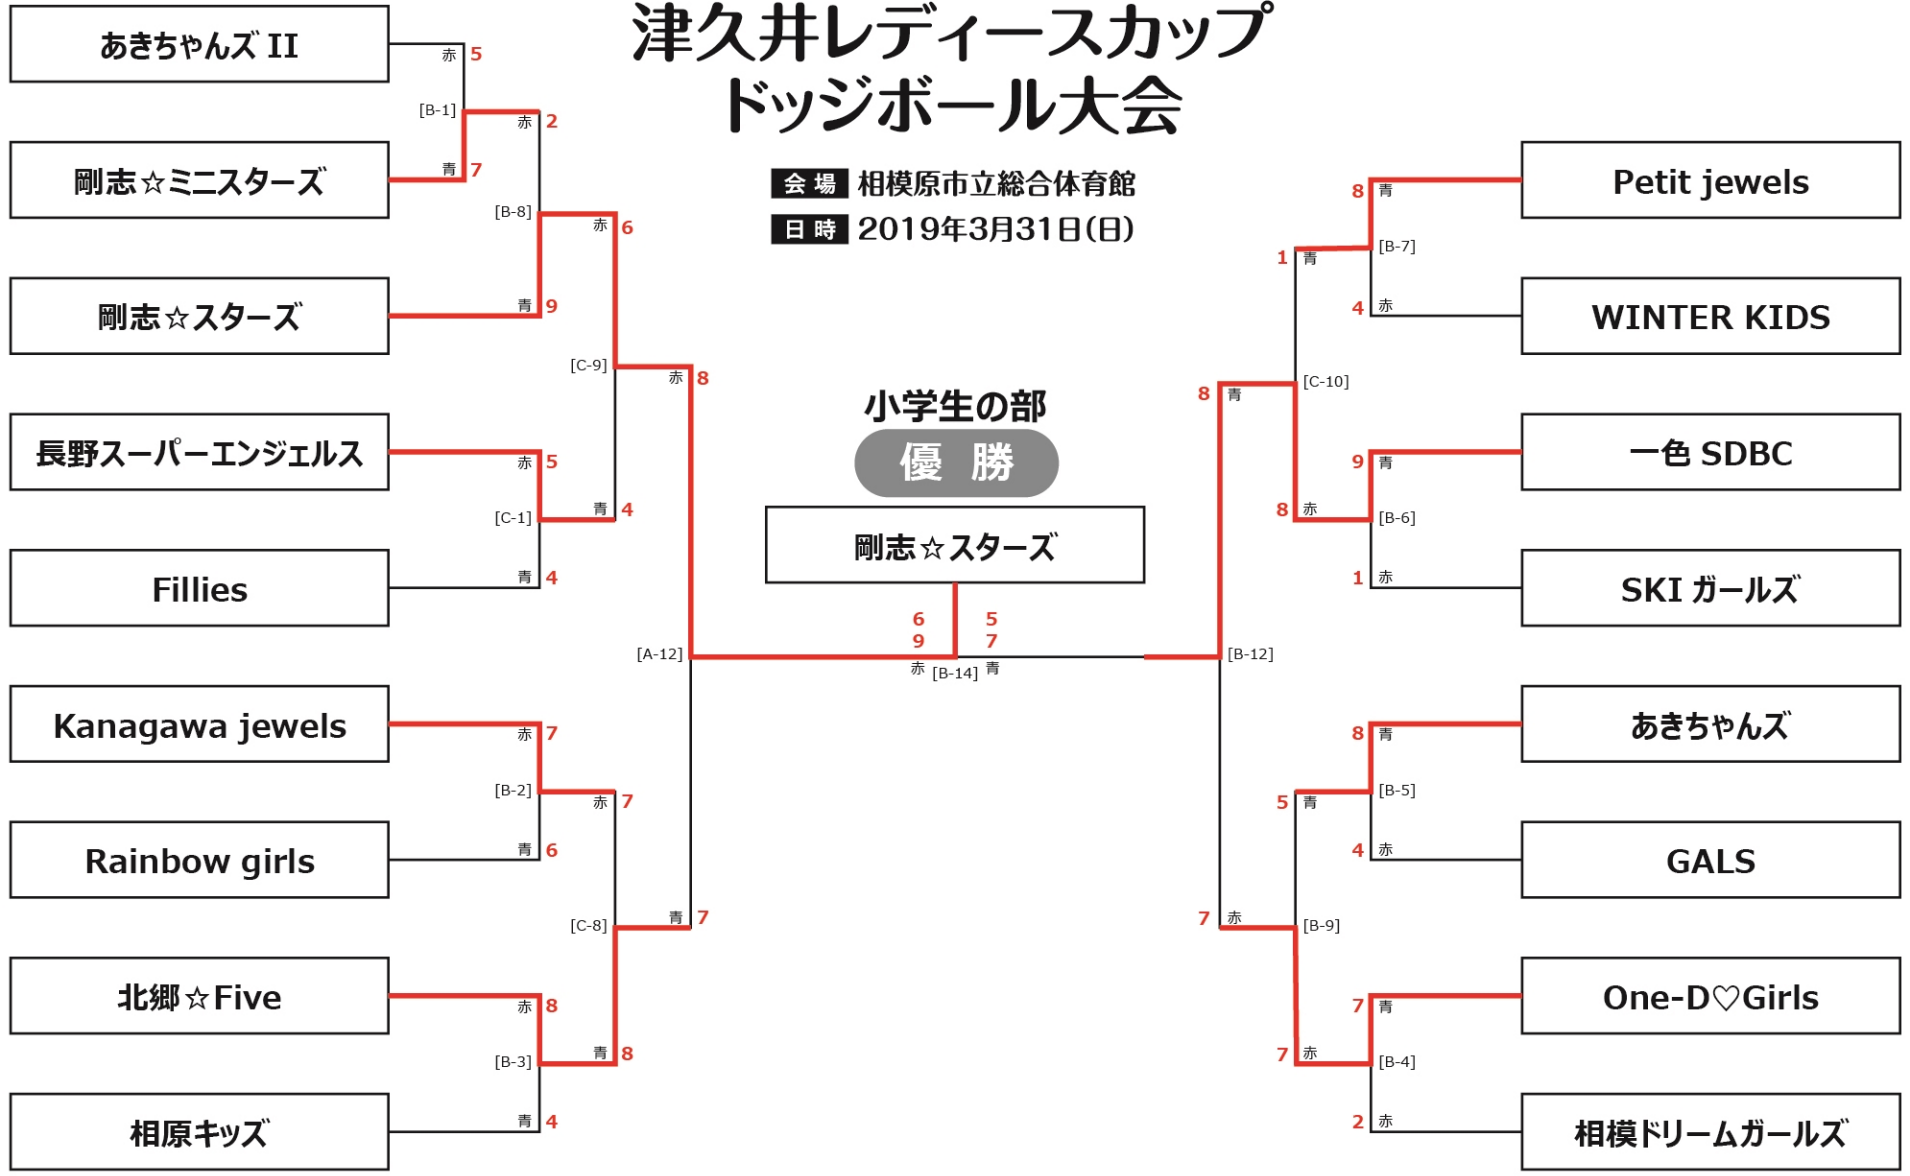 津久井レディースカップ
ドッジボール大会
会場 相模原市立総合体育館
日時 2019年3月31日(日)
あきちゃんズ II
赤 5
[B-1]
赤 2
剛志☆ミニスターズ
青 7
[B-8]
赤 6
剛志☆スターズ
青 9
[C-9]
赤 8
長野スーパーエンジェルス
赤 5
[C-1]
青 4
Fillies
青 4
[A-12]
Kanagawa jewels
赤 7
[B-2]
赤 7
Rainbow girls
青 6
[C-8]
青 7
北郷☆Five
赤 8
[B-3]
青 8
相原キッズ
青 4
小学生の部
優勝
剛志☆スターズ
6 5
9 7
赤 [B-14] 青
Petit jewels
8 青
[B-7]
1 青
WINTER KIDS
4 赤
[C-10]
8 青
一色 SDBC
9 青
[B-6]
8 赤
SKI ガールズ
1 赤
[B-12]
あきちゃんズ
8 青
[B-5]
5 青
GALS
4 赤
[B-9]
7 赤
One-D♡Girls
7 青
[B-4]
7 赤
相模ドリームガールズ
2 赤